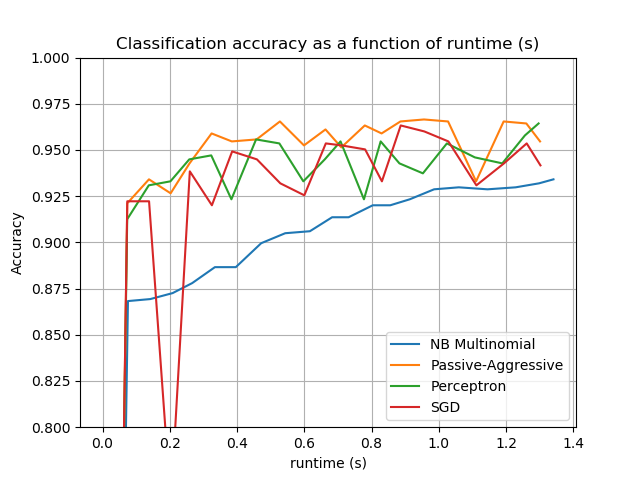 Classification accuracy as a function of runtime (s)
1.000
0.975
0.950
0.925
0.900
0.875
0.850
0.825
0.800
Accuracy
NB Multinomial
Passive-Aggressive
Perceptron
SGD
0.0 0.2 0.4 0.6 0.8 1.0 1.2 1.4
runtime (s)